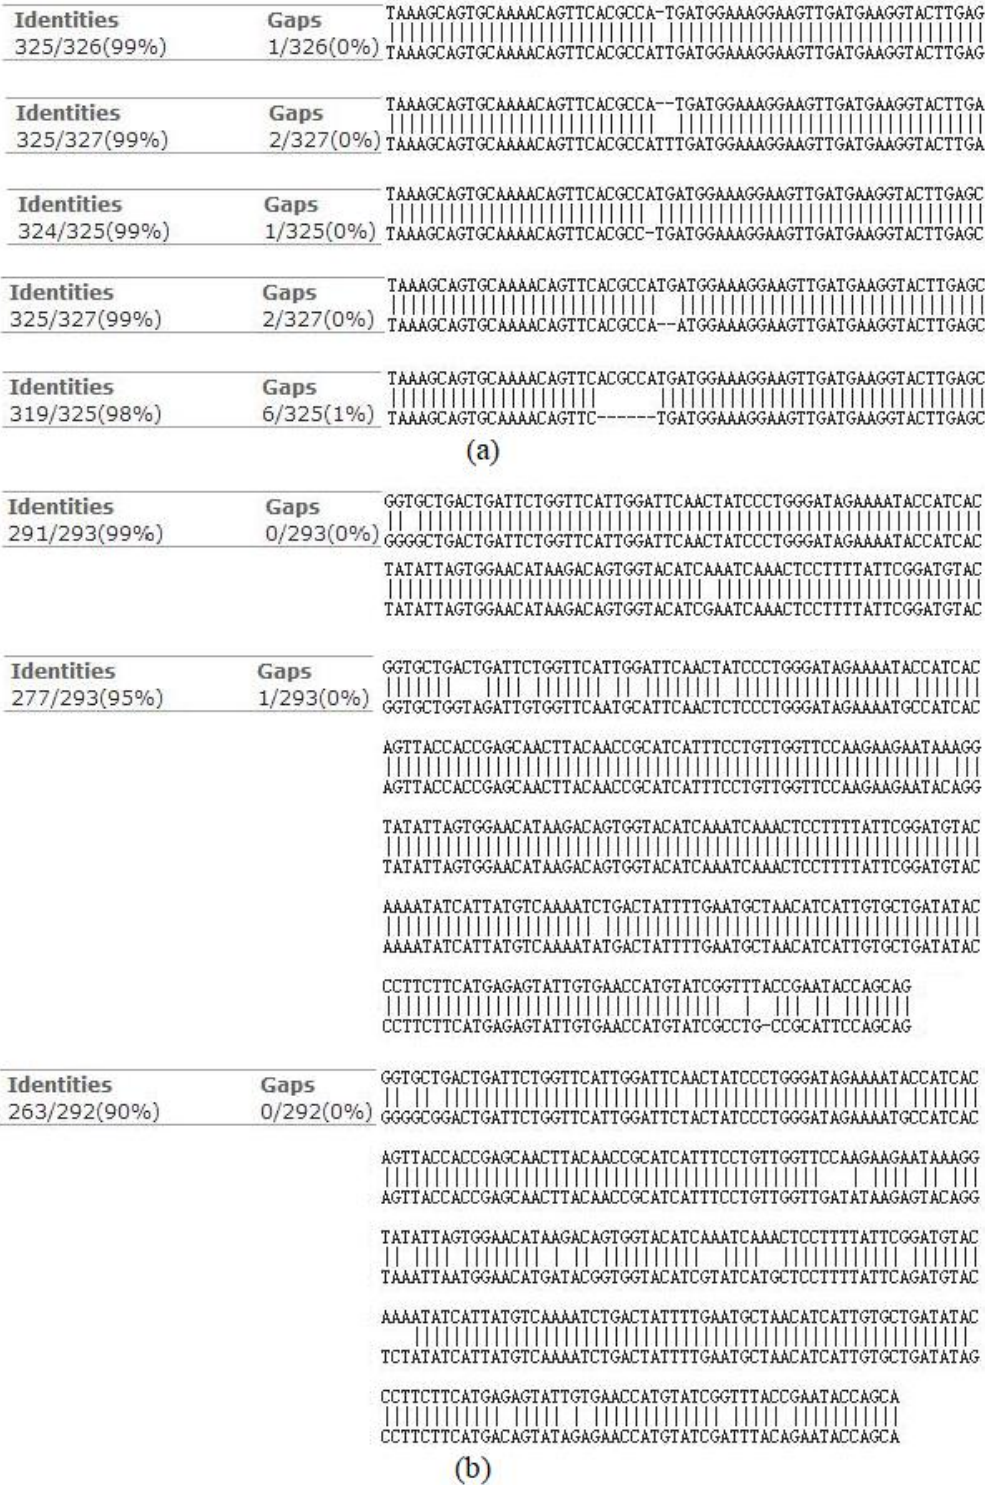 Identities Gaps
325/326(99%) 1/326(0%)
TAAAGCAGTGCAAAACAGTTCACGCCA-TGATGGAAAGGAAGTTGATGAAGGTACTTGAG
TAAAGCAGTGCAAAACAGTTCACGCCATTGATGGAAAGGAAGTTGATGAAGGTACTTGAG
Identities Gaps
325/327(99%) 2/327(0%)
TAAAGCAGTGCAAAACAGTTCACGCCA--TGATGGAAAGGAAGTTGATGAAGGTACTTGA
TAAAGCAGTGCAAAACAGTTCACGCCATTTGATGGAAAGGAAGTTGATGAAGGTACTTGA
Identities Gaps
324/325(99%) 1/325(0%)
TAAAGCAGTGCAAAACAGTTCACGCCATGATGGAAAGGAAGTTGATGAAGGTACTTGAGC
TAAAGCAGTGCAAAACAGTTCACGCC-TGATGGAAAGGAAGTTGATGAAGGTACTTGAGC
Identities Gaps
325/327(99%) 2/327(0%)
TAAAGCAGTGCAAAACAGTTCACGCCATGATGGAAAGGAAGTTGATGAAGGTACTTGAGC
TAAAGCAGTGCAAAACAGTTCACGCCA--ATGGAAAGGAAGTTGATGAAGGTACTTGAGC
Identities Gaps
319/325(98%) 6/325(1%)
TAAAGCAGTGCAAAACAGTTCACGCCATGATGGAAAGGAAGTTGATGAAGGTACTTGAGC
TAAAGCAGTGCAAAACAGTTC------TGATGGAAAGGAAGTTGATGAAGGTACTTGAGC
(a)
Identities Gaps
291/293(99%) 0/293(0%)
GGTGCTGACTGATTCTGGTTCATTGGATTCAACTATCCCTGGGATAGAAAATACCATCAC
GGGGCTGACTGATTCTGGTTCATTGGATTCAACTATCCCTGGGATAGAAAATACCATCAC
TATATTAGTGGAACATAAGACAGTGGTACATCAAATCAAACTCCTTTTATTCGGATGTAC
TATATTAGTGGAACATAAGACAGTGGTACATCGAATCAAACTCCTTTTATTCGGATGTAC
Identities Gaps
277/293(95%) 1/293(0%)
GGTGCTGACTGATTCTGGTTCATTGGATTCAACTATCCCTGGGATAGAAAATACCATCAC
GGTGCTGGTAGATTGTGGTTCAATGCATTCAACTCTCCCTGGGATAGAAAATGCCATCAC
AGTTACCACCGAGCAACTTACAACCGCATCATTTCCTGTTGGTTCCAAGAAGAATAAAGG
AGTTACCACCGAGCAACTTACAACCGCATCATTTCCTGTTGGTTCCAAGAAGAATACAGG
TATATTAGTGGAACATAAGACAGTGGTACATCAAATCAAACTCCTTTTATTCGGATGTAC
TATATTAGTGGAACATAAGACAGTGGTACATCAAATCAAACTCCTTTTATTCGGATGTAC
AAAATATCATTATGTCAAAATCTGACTATTTTGAATGCTAACATCATTGTGCTGATATAC
AAAATATCATTATGTCAAAATATGACTATTTTGAATGCTAACATCATTGTGCTGATATAC
CCTTCTTCATGAGAGTATTGTGAACCATGTATCGGTTTACCGAATACCAGCAG
CCTTCTTCATGAGAGTATTGTGAACCATGTATCGCCTG-CCGCATTCCAGCAG
Identities Gaps
263/292(90%) 0/292(0%)
GGTGCTGACTGATTCTGGTTCATTGGATTCAACTATCCCTGGGATAGAAAATACCATCAC
GGGGCGGACTGATTCTGGTTCATTGGATTCTACTATCCCTGGGATAGAAAATGCCATCAC
AGTTACCACCGAGCAACTTACAACCGCATCATTTCCTGTTGGTTCCAAGAAGAATAAAGG
AGTTACCACCGAGCAACTTACAACCGCATCATTTCCTGTTGGTTGATATAAGAGTACAGG
TATATTAGTGGAACATAAGACAGTGGTACATCAAATCAAACTCCTTTTATTCGGATGTAC
TAAATTAATGGAACATGATACGGTGGTACATCGTATCATGCTCCTTTTATTCAGATGTAC
AAAATATCATTATGTCAAAATCTGACTATTTTGAATGCTAACATCATTGTGCTGATATAC
TCTATATCATTATGTCAAAATCTGACTATTTTGAATGCTAACATCATTGTGCTGATATAG
CCTTCTTCATGAGAGTATTGTGAACCATGTATCGGTTTACCGAATACCAGCA
CCTTCTTCATGACAGTATAGAGAACCATGTATCGATTTACAGAATACCAGCA
(b)